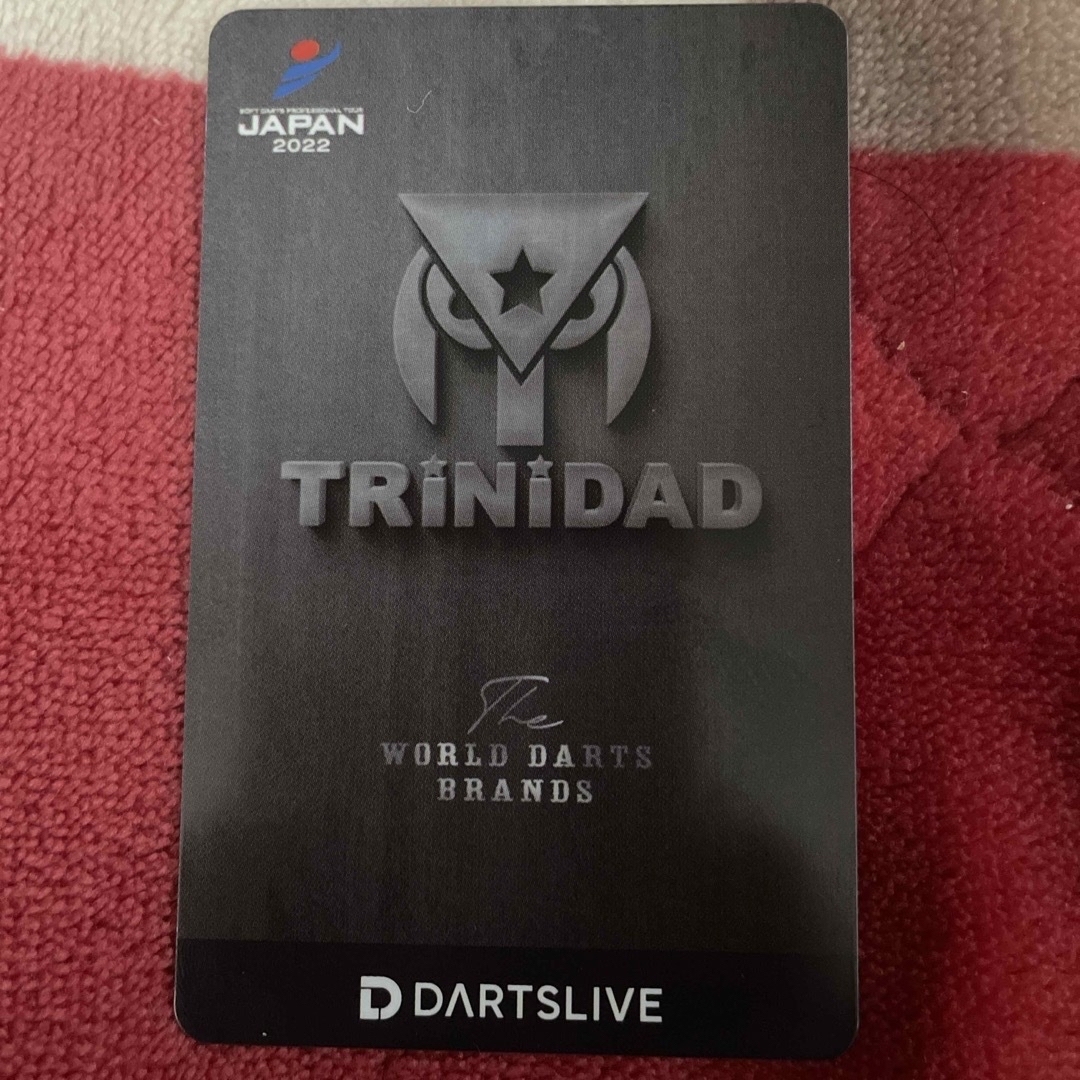 SOFT DARTS PROFESSIONAL TOUR
JAPAN
2022
TRiNiDAD
The
WORLD DARTS
BRANDS
D DARTSLIVE